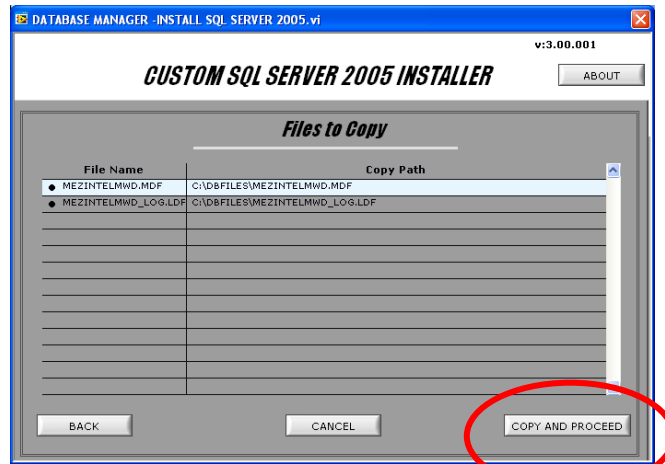 DATABASE MANAGER -INSTALL SQL SERVER 2005.vi
v:3.00.001
CUSTOM SQL SERVER 2005 INSTALLER
ABOUT
Files to Copy
File Name Copy Path
MEZINTELMWD.MDF C:\DBFILES\MEZINTELMWD.MDF
MEZINTELMWD_LOG.LDF C:\DBFILES\MEZINTELMWD_LOG.LDF
BACK CANCEL COPY AND PROCEED